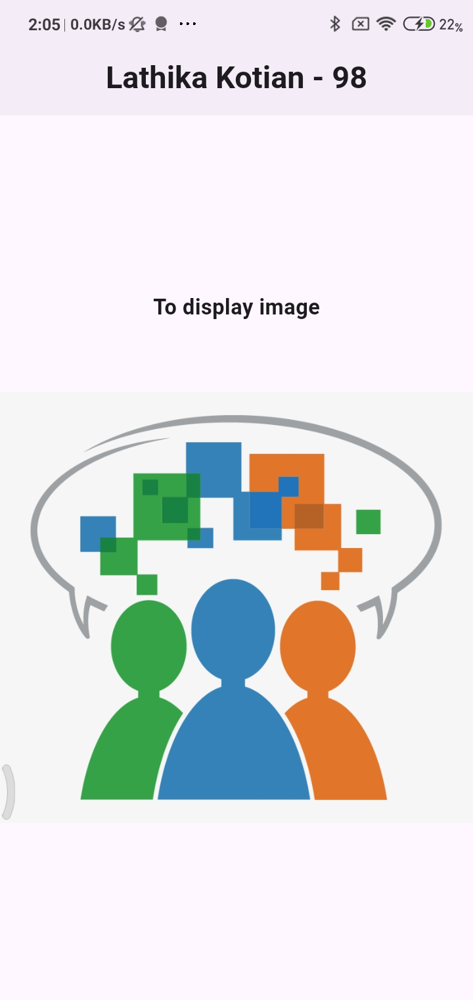 2:05 0.0KB/s 22%
Lathika Kotian - 98
To display image